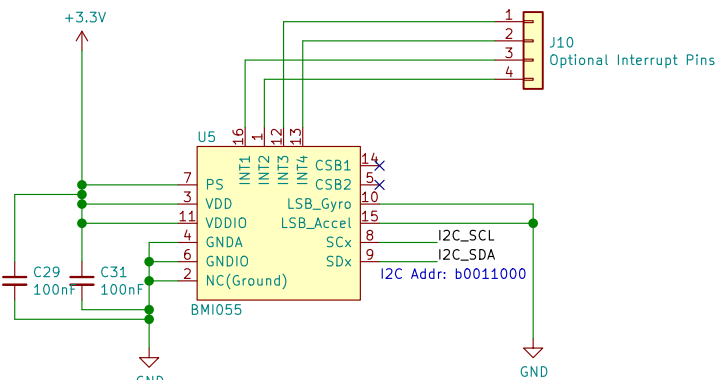 +3.3V
1
2
3
4
J10
Optional Interrupt Pins
U5
16
1
12
13
INT1
INT2
INT3
INT4
7
PS
3
VDD
11
VDDIO
4
GNDA
6
GNDIO
2
NC(Ground)
CSB1
14
CSB2
5
LSB_Gyro
10
LSB_Accel
15
SCx
8
I2C_SCL
SDx
9
I2C_SDA
I2C Addr: b0011000
C29
100nF
C31
100nF
BMI055
GND
GND